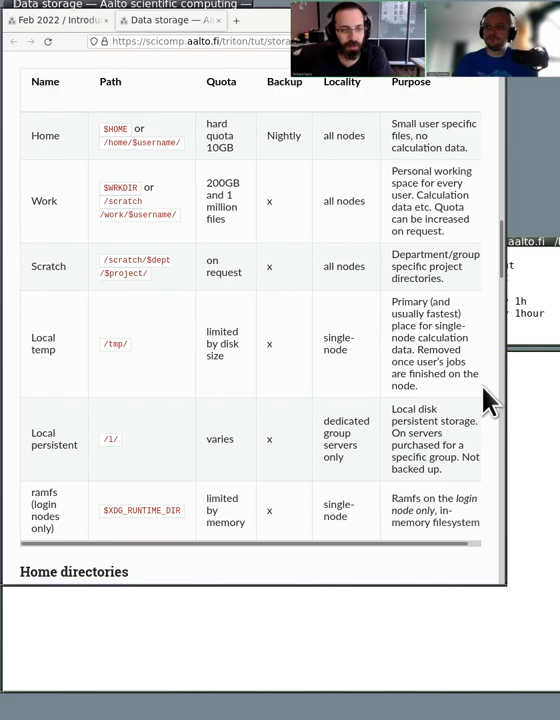 Data storage — Aalto scientific computing —
Feb 2022 / Introdu
Data storage — Aa
https://scicomp.aalto.fi/triton/tut/stora
Name Path Quota Backup Locality Purpose
Home
$HOME or
/home/$username/
hard
quota
10GB
Nightly
all nodes
Small user specific
files, no
calculation data.
Work
$WRKDIR or
/scratch
/work/$username/
200GB
and 1
million
files
x
all nodes
Personal working
space for every
user. Calculation
data etc. Quota
can be increased
on request.
Scratch
/scratch/$dept
/$project/
on
request
x
all nodes
Department/group
specific project
directories.
Local
temp
/tmp/
limited
by disk
size
x
single-
node
Primary (and
usually fastest)
place for single-
node calculation
data. Removed
once user's jobs
are finished on the
node.
Local
persistent
/l/
varies
x
dedicated
group
servers
only
Local disk
persistent storage.
On servers
purchased for a
specific group. Not
backed up.
ramfs
(login
nodes
only)
$XDG_RUNTIME_DIR
limited
by
memory
x
single-
node
Ramfs on the login
node only, in-
memory filesystem
Home directories
aalto.fi
1h
1hour